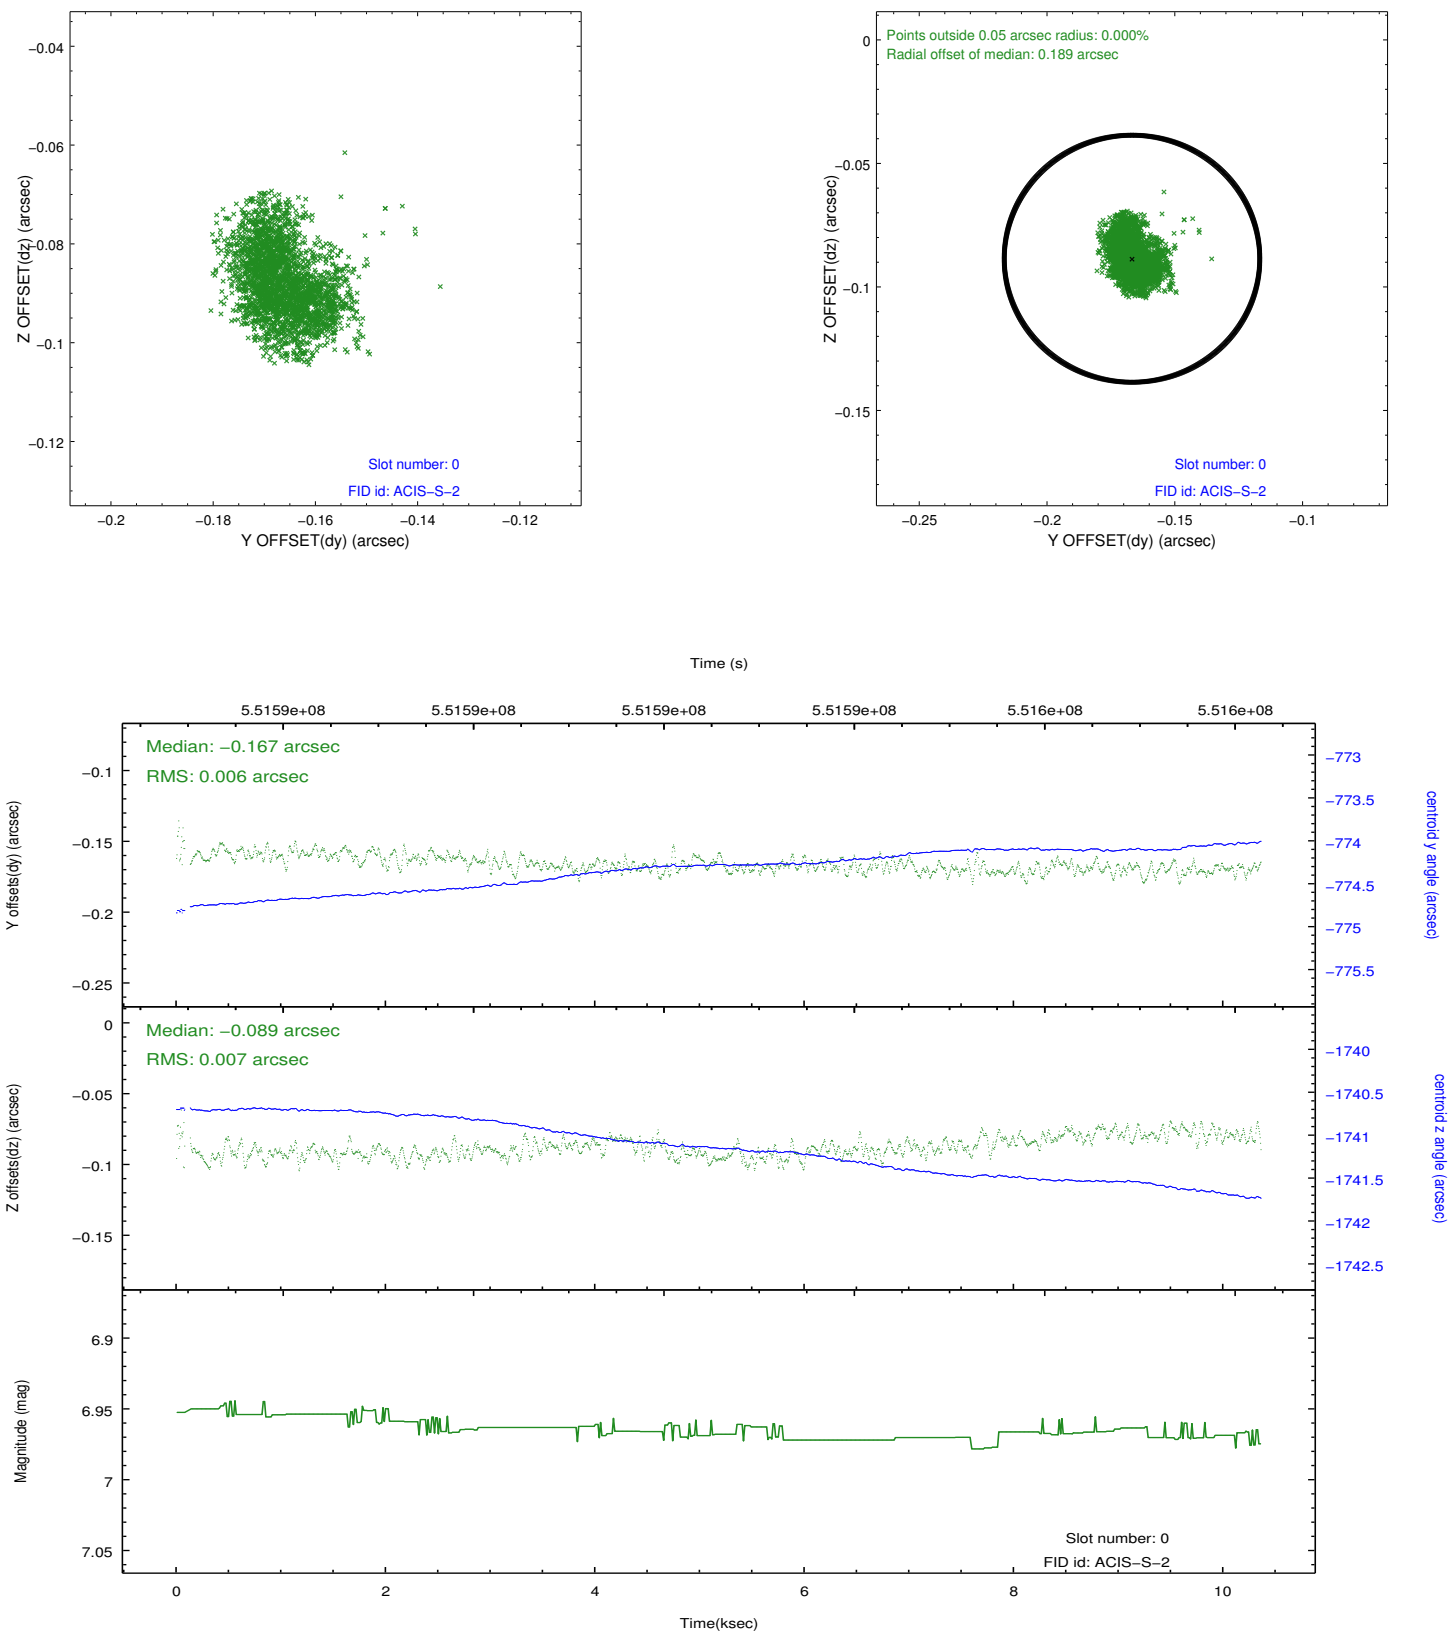 −0.04
−0.06
−0.08
−0.1
−0.12
Z OFFSET(dz) (arcsec)
Slot number: 0
FID id: ACIS−S−2
−0.2
−0.18
−0.16
−0.14
−0.12
Y OFFSET(dy) (arcsec)
Points outside 0.05 arcsec radius: 0.000%
Radial offset of median: 0.189 arcsec
0
−0.05
−0.1
−0.15
Z OFFSET(dz) (arcsec)
Slot number: 0
FID id: ACIS−S−2
−0.25
−0.2
−0.15
−0.1
Y OFFSET(dy) (arcsec)
Time (s)
5.5159e+08
5.5159e+08
5.5159e+08
5.5159e+08
5.516e+08
5.516e+08
Median: −0.167 arcsec
RMS: 0.006 arcsec
−0.1
−0.15
−0.2
−0.25
Y offsets(dy) (arcsec)
−773
−773.5
−774
−774.5
−775
−775.5
centroid y angle (arcsec)
Median: −0.089 arcsec
RMS: 0.007 arcsec
0
−0.05
−0.1
−0.15
Z offsets(dz) (arcsec)
−1740
−1740.5
−1741
−1741.5
−1742
−1742.5
centroid z angle (arcsec)
6.9
6.95
7
7.05
Magnitude (mag)
Slot number: 0
FID id: ACIS−S−2
0
2
4
6
8
10
Time(ksec)